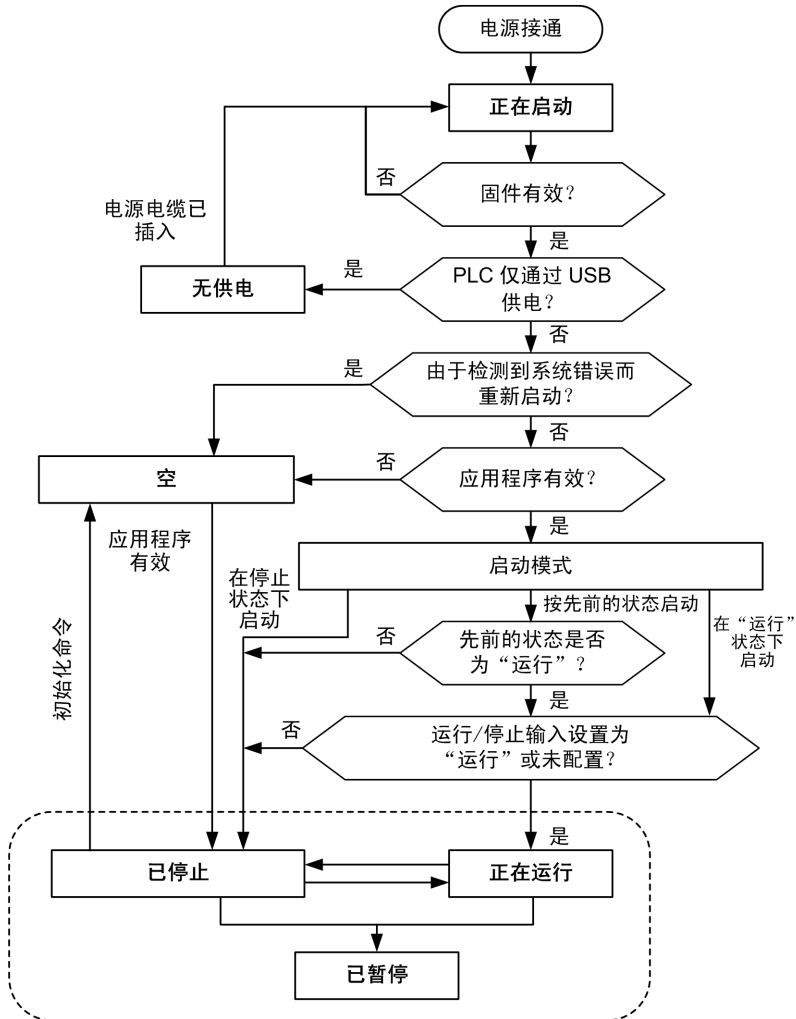 电源接通
正在启动
否
固件有效?
电源电缆已
插入
是
是
PLC 仅通过 USB
供电?
无供电
否
是
由于检测到系统错误而
重新启动?
否
否
空
应用程序有效?
是
应用程序
有效
启动模式
在停止
状态下
启动
按先前的状态启动
在“运行”
状态下
启动
否
先前的状态是否
为“运行”?
初始化命令
是
否
运行/停止输入设置为
“运行”或未配置?
是
已停止
正在运行
已暂停